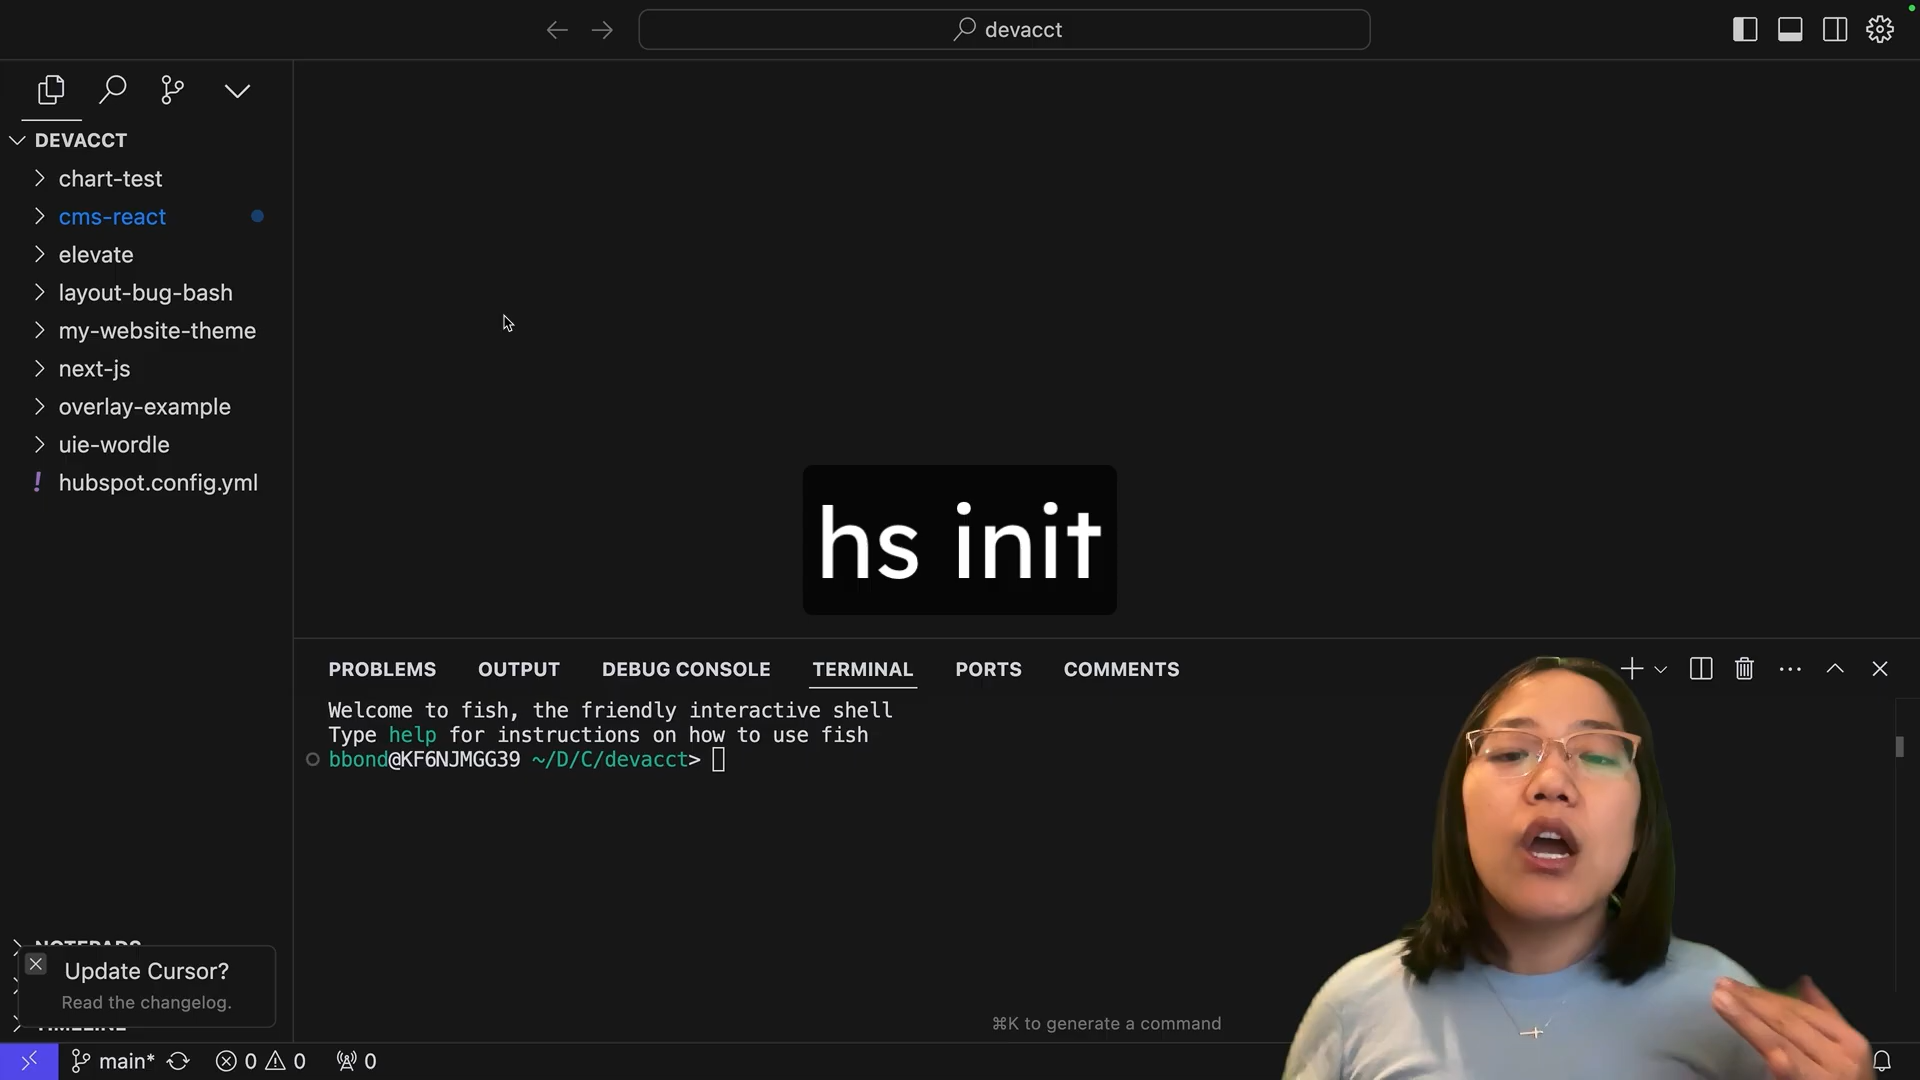 devacct
DEVACCT
chart-test
cms-react
elevate
layout-bug-bash
my-website-theme
next-js
overlay-example
uie-wordle
! hubspot.config.yml
hs init
PROBLEMS OUTPUT DEBUG CONSOLE TERMINAL PORTS COMMENTS
Welcome to fish, the friendly interactive shell
Type help for instructions on how to use fish
bbond@KF6NJMGG39 ~/D/C/devacct>
NOTEPADS
Update Cursor?
Read the changelog.
TIMELINE
⌘K to generate a command
main* 0 0 0